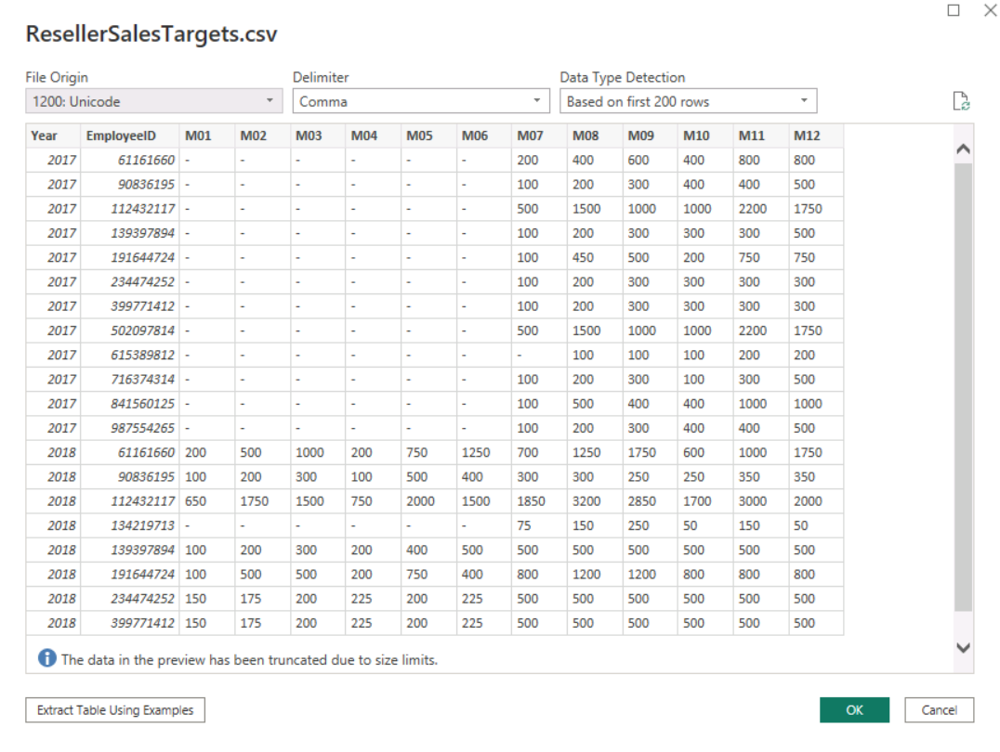 ResellerSalesTargets.csv
File Origin Delimiter Data Type Detection
1200: Unicode Comma Based on first 200 rows
Year EmployeeID M01 M02 M03 M04 M05 M06 M07 M08 M09 M10 M11 M12
2017 61161660 - - - - - - 200 400 600 400 800 800
2017 90836195 - - - - - - 100 200 300 400 400 500
2017 112432117 - - - - - - 500 1500 1000 1000 2200 1750
2017 139397894 - - - - - - 100 200 300 300 300 500
2017 191644724 - - - - - - 100 450 500 200 750 750
2017 234474252 - - - - - - 100 200 300 300 300 300
2017 399771412 - - - - - - 100 200 300 300 300 300
2017 502097814 - - - - - - 500 1500 1000 1000 2200 1750
2017 615389812 - - - - - - - 100 100 100 200 200
2017 716374314 - - - - - - 100 200 300 100 300 500
2017 841560125 - - - - - - 100 500 400 400 1000 1000
2017 987554265 - - - - - - 100 200 300 400 400 500
2018 61161660 200 500 1000 200 750 1250 700 1250 1750 600 1000 1750
2018 90836195 100 200 300 100 500 400 300 300 250 250 350 350
2018 112432117 650 1750 1500 750 2000 1500 1850 3200 2850 1700 3000 2000
2018 134219713 - - - - - - 75 150 250 50 150 50
2018 139397894 100 200 300 200 400 500 500 500 500 500 500 500
2018 191644724 100 500 500 200 750 400 800 1200 1200 800 800 800
2018 234474252 150 175 200 225 200 225 500 500 500 500 500 500
2018 399771412 150 175 200 225 200 225 500 500 500 500 500 500
The data in the preview has been truncated due to size limits.
Extract Table Using Examples OK Cancel